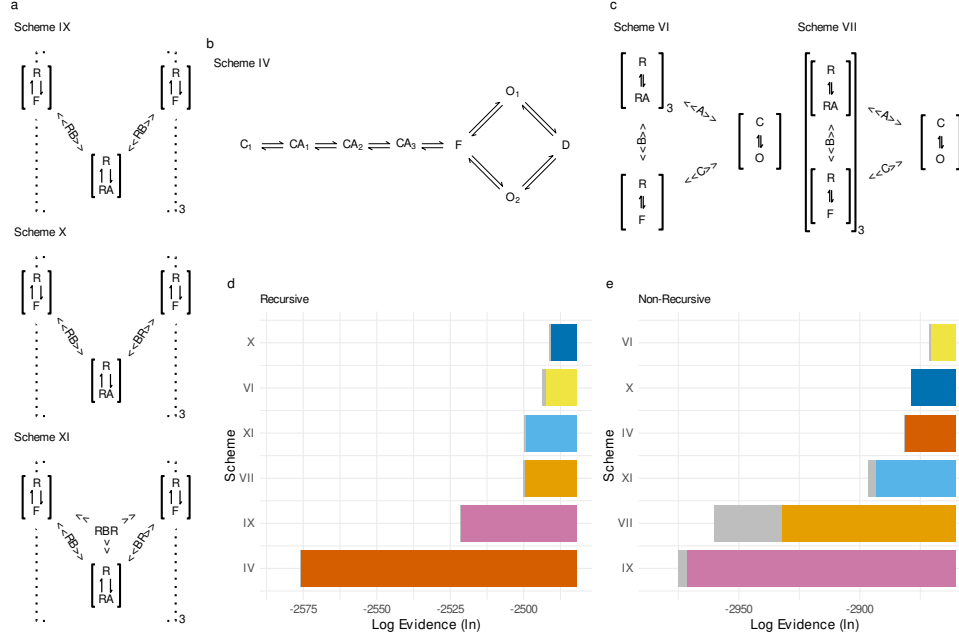 a
Scheme IX
R
F
R
F
<<RB>>
<<RB>>
R
RA
3
Scheme X
R
F
R
F
<<RB>>
<<BR>>
R
RA
3
Scheme XI
R
F
R
F
<< >>
RBR
<<RB>>
<<BR>>
R
RA
3
b
Scheme IV
C₁ CA₁ CA₂ CA₃ F O₁ O₂ D
c
Scheme VI
R
RA
3
<<A>>
<<B>>
C
O
<<C>>
R
F
Scheme VII
R
RA
<<A>>
<<B>>
C
O
<<C>>
R
F
3
d
Recursive
Scheme
X
VI
XI
VII
IX
IV
-2575 -2550 -2525 -2500
Log Evidence (ln)
e
Non-Recursive
Scheme
VI
X
IV
XI
VII
IX
-2950 -2900
Log Evidence (ln)